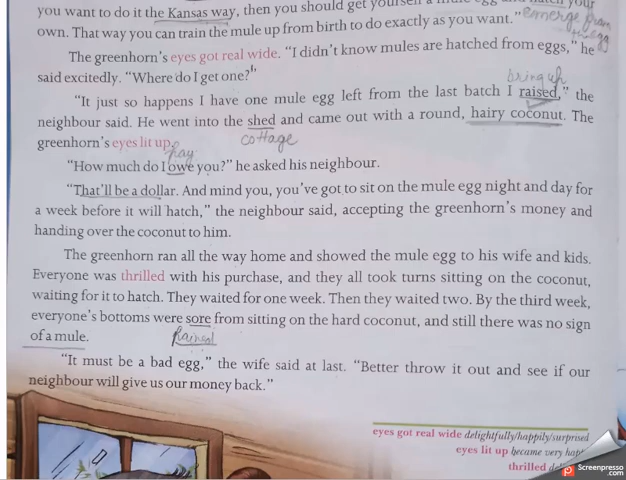 you want to do it the Kansas way, then you should get yourself a mule egg and hatch your
own. That way you can train the mule up from birth to do exactly as you want." emerge from
the egg
The greenhorn's eyes got real wide. "I didn't know mules are hatched from eggs," he
said excitedly. "Where do I get one?"
bring up
"It just so happens I have one mule egg left from the last batch I raised," the
neighbour said. He went into the shed and came out with a round, hairy coconut. The
greenhorn's eyes lit up.
cottage
pay
"How much do I owe you?" he asked his neighbour.
"That'll be a dollar. And mind you, you've got to sit on the mule egg night and day for
a week before it will hatch," the neighbour said, accepting the greenhorn's money and
handing over the coconut to him.
The greenhorn ran all the way home and showed the mule egg to his wife and kids.
Everyone was thrilled with his purchase, and they all took turns sitting on the coconut,
waiting for it to hatch. They waited for one week. Then they waited two. By the third week,
everyone's bottoms were sore from sitting on the hard coconut, and still there was no sign
of a mule.
"It must be a bad egg," the wife said at last. "Better throw it out and see if our
neighbour will give us our money back."
eyes got real wide delightfully/happily/surprised
eyes lit up became very
thrilled
Screenpresso
.com